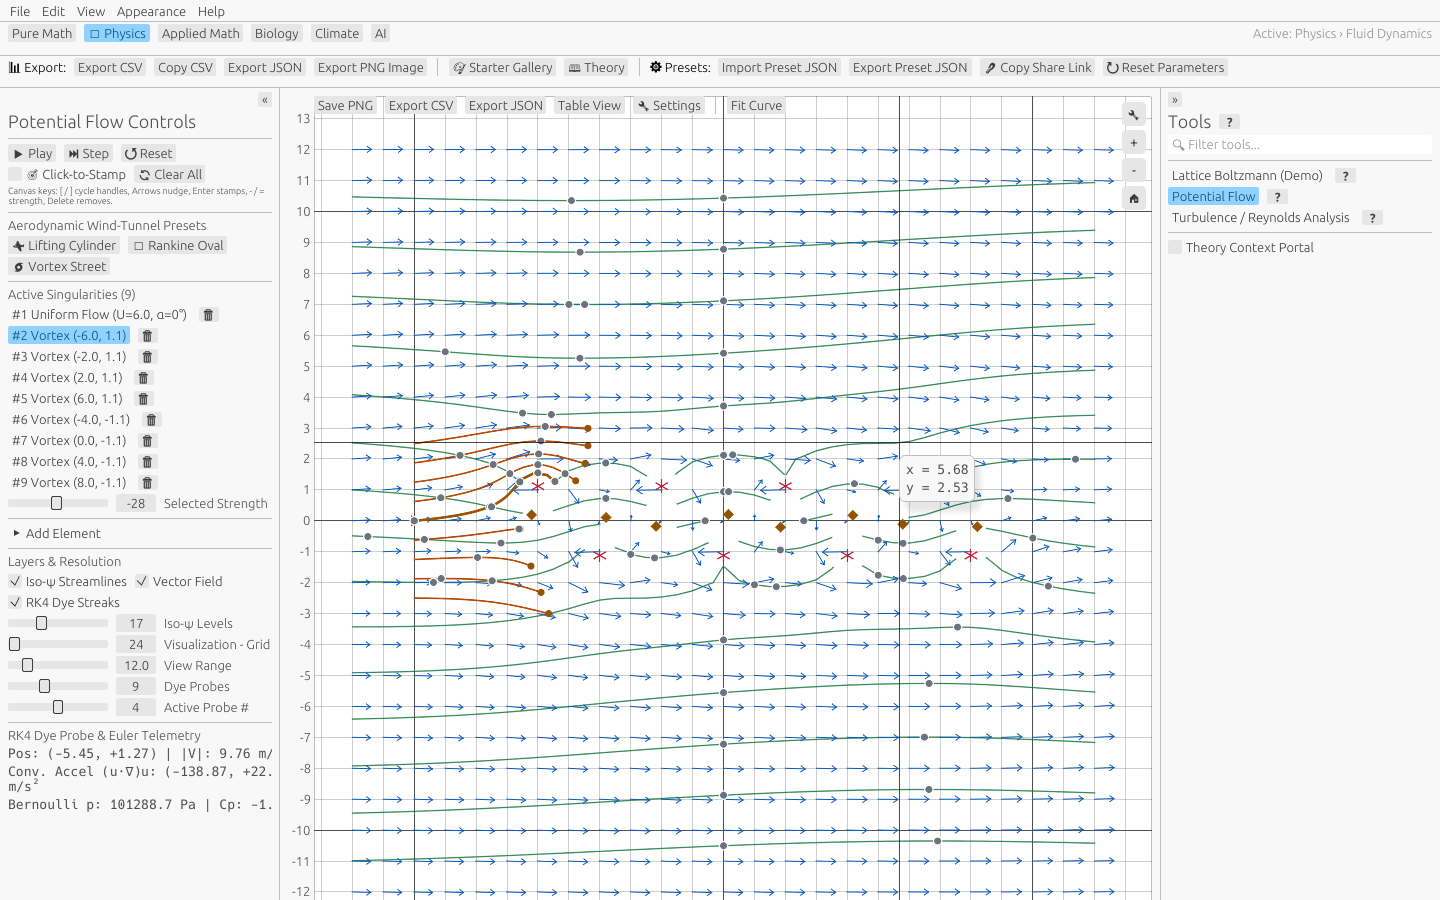 File Edit View Appearance Help
Pure Math Physics Applied Math Biology Climate AI Active: Physics › Fluid Dynamics
Export: Export CSV Copy CSV Export JSON Export PNG Image Starter Gallery Theory Presets: Import Preset JSON Export Preset JSON Copy Share Link Reset Parameters
«
Potential Flow Controls
Play Step Reset
Click-to-Stamp Clear All
Canvas keys: [ / ] cycle handles, Arrows nudge, Enter stamps, - / =
strength, Delete removes.
Aerodynamic Wind-Tunnel Presets
Lifting Cylinder Rankine Oval
Vortex Street
Active Singularities (9)
#1 Uniform Flow (U=6.0, α=0°)
#2 Vortex (-6.0, 1.1)
#3 Vortex (-2.0, 1.1)
#4 Vortex (2.0, 1.1)
#5 Vortex (6.0, 1.1)
#6 Vortex (-4.0, -1.1)
#7 Vortex (0.0, -1.1)
#8 Vortex (4.0, -1.1)
#9 Vortex (8.0, -1.1)
-28 Selected Strength
Add Element
Layers & Resolution
Iso-ψ Streamlines Vector Field
RK4 Dye Streaks
17 Iso-ψ Levels
24 Visualization - Grid
12.0 View Range
9 Dye Probes
4 Active Probe #
RK4 Dye Probe & Euler Telemetry
Pos: (-5.45, +1.27) | |V|: 9.76 m/
Conv. Accel (u·∇)u: (-138.87, +22.
m/s²
Bernoulli p: 101288.7 Pa | Cp: -1.
Save PNG Export CSV Export JSON Table View Settings Fit Curve
+
-
13
12
11
10
9
8
7
6
5
4
3
2
1
0
-1
-2
-3
-4
-5
-6
-7
-8
-9
-10
-11
-12
x = 5.68
y = 2.53
»
Tools ?
Filter tools...
Lattice Boltzmann (Demo) ?
Potential Flow ?
Turbulence / Reynolds Analysis ?
Theory Context Portal